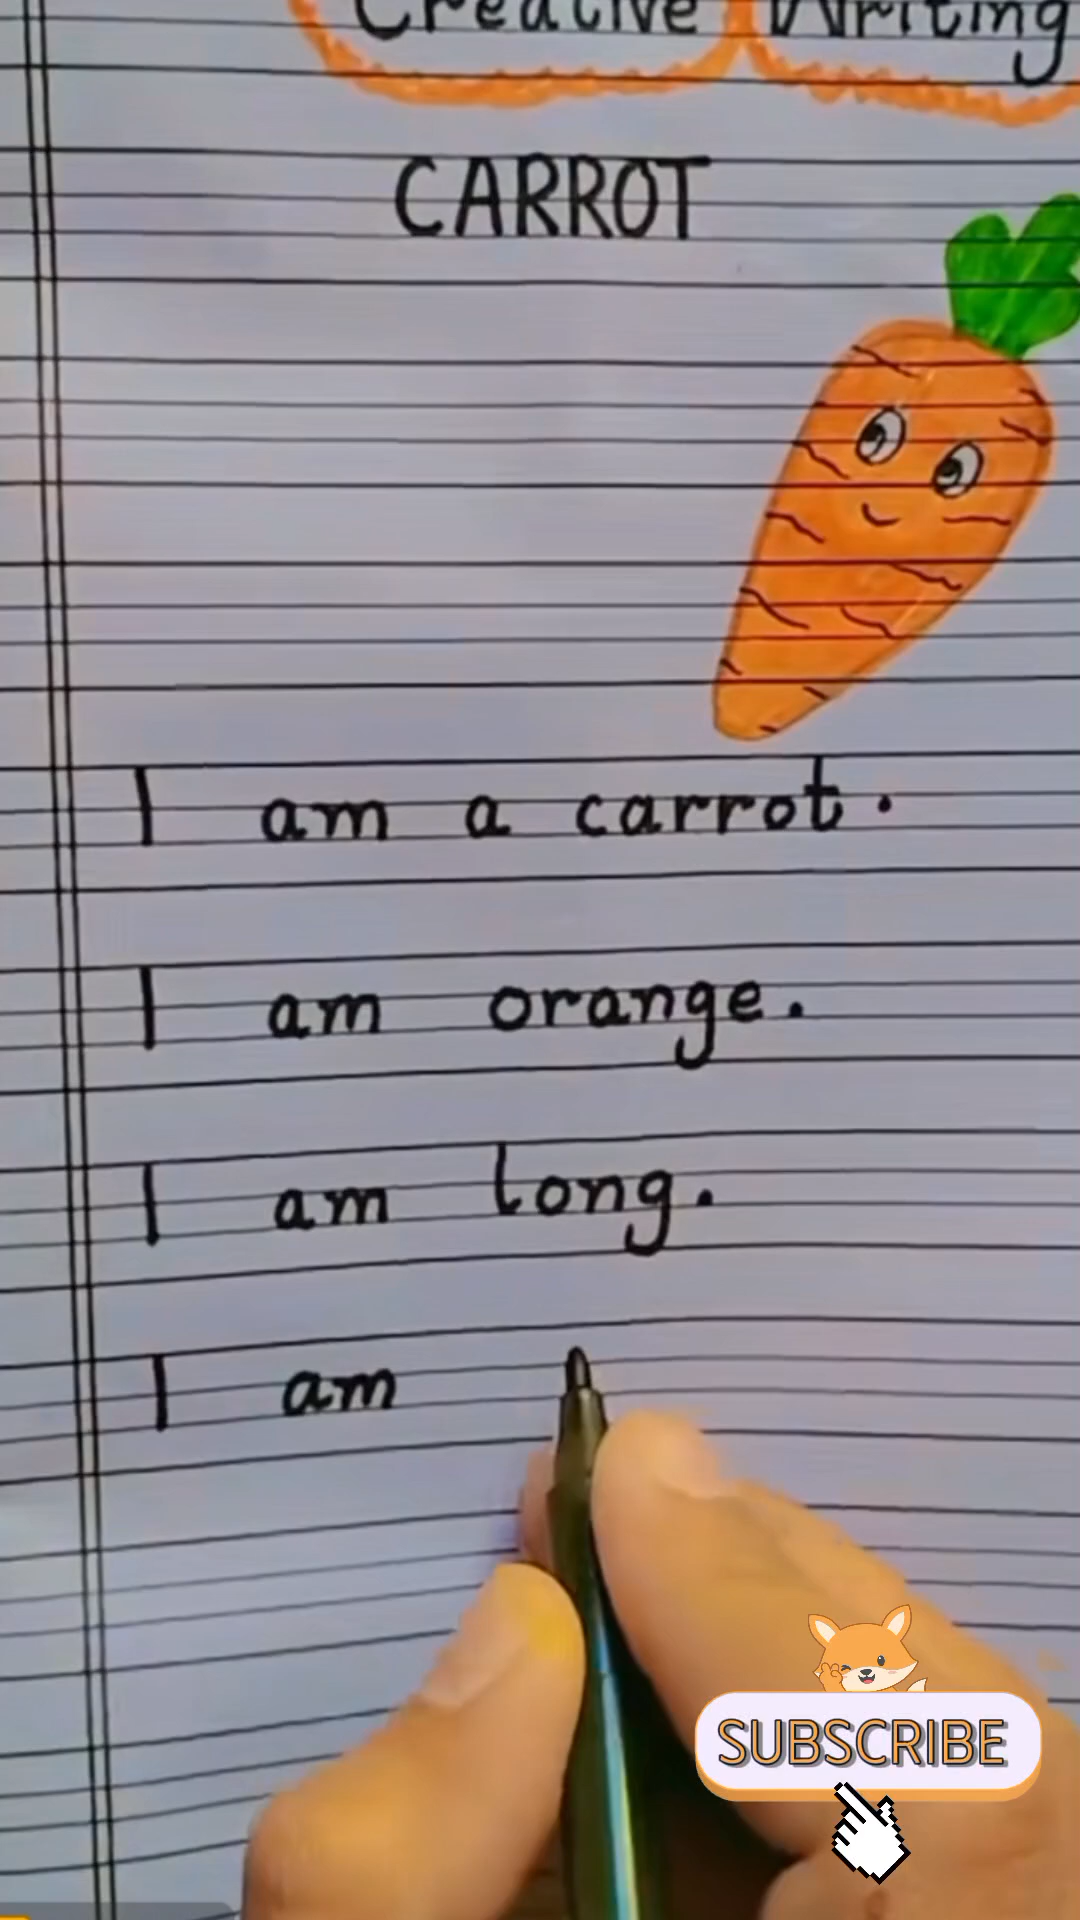 Creative Writing
CARROT
I am a carrot.
I am orange.
I am long.
I am
SUBSCRIBE